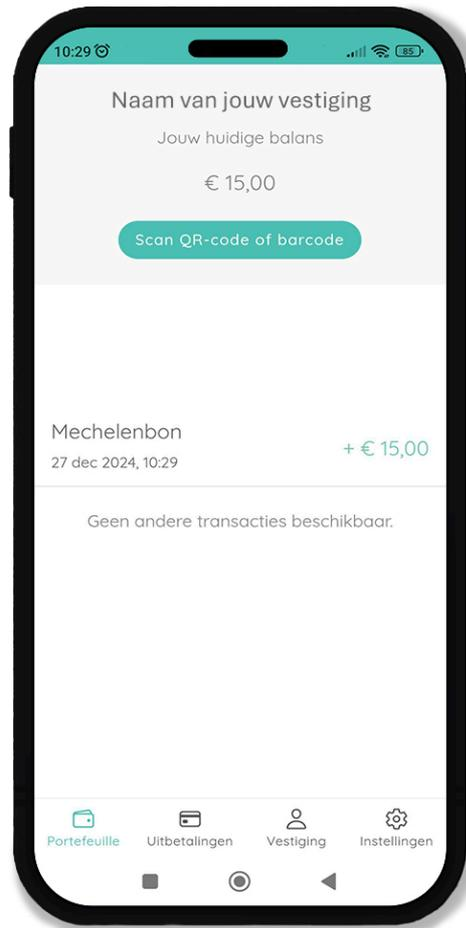 10:29
85
Naam van jouw vestiging
Jouw huidige balans
€ 15,00
Scan QR-code of barcode
Mechelenbon
27 dec 2024, 10:29
+ € 15,00
Geen andere transacties beschikbaar.
Portefeuille
Uitbetalingen
Vestiging
Instellingen